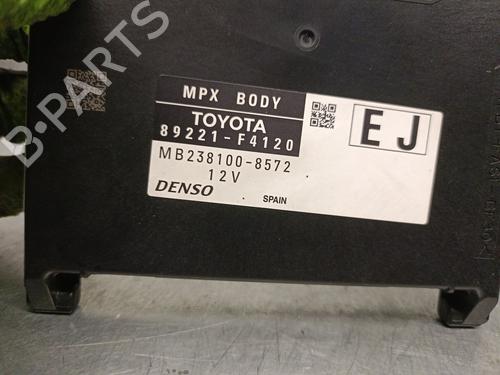 MPX BODY
TOYOTA
89221-F4120
MB238100-8572
12V
DENSO
SPAIN
EJ
B-PARTS